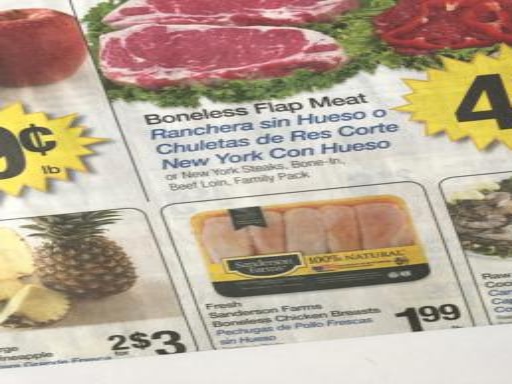 9¢
lb
4
Boneless Flap Meat
Ranchera sin Hueso o
Chuletas de Res Corte
New York Con Hueso
or New York Steaks, Bone-In,
Beef Loin, Family Pack
Sanderson Farms
100% NATURAL
Fresh
Sanderson Farms
Boneless Chicken Breasts
Pechugas de Pollo Frescas
sin Hueso
1.99
lb
2 for $3
Raw